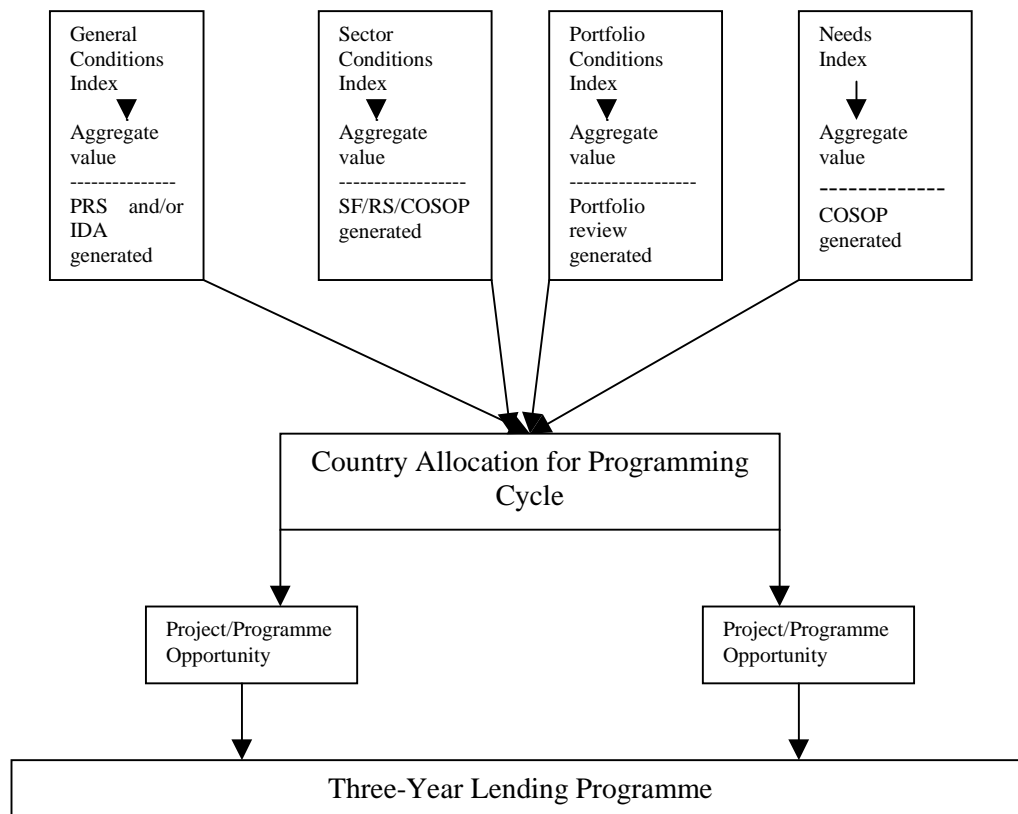 General
Conditions
Index
Aggregate
value
---------------
PRS and/or
IDA
generated
Sector
Conditions
Index
Aggregate
value
------------------
SF/RS/COSOP
generated
Portfolio
Conditions
Index
Aggregate
value
------------------
Portfolio
review
generated
Needs
Index
Aggregate
value
-------------
COSOP
generated
Country Allocation for Programming
Cycle
Project/Programme
Opportunity
Project/Programme
Opportunity
Three-Year Lending Programme